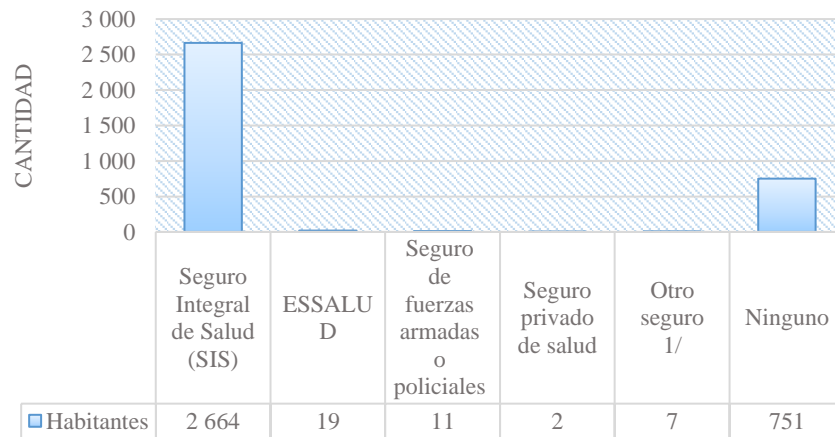 CANTIDAD
3 000
2 500
2 000
1 500
1 000
500
0
Seguro
Integral
de Salud
(SIS)
ESSALU
D
Seguro
de
fuerzas
armadas
o
policiales
Seguro
privado
de salud
Otro
seguro
1/
Ninguno
Habitantes 2 664 19 11 2 7 751